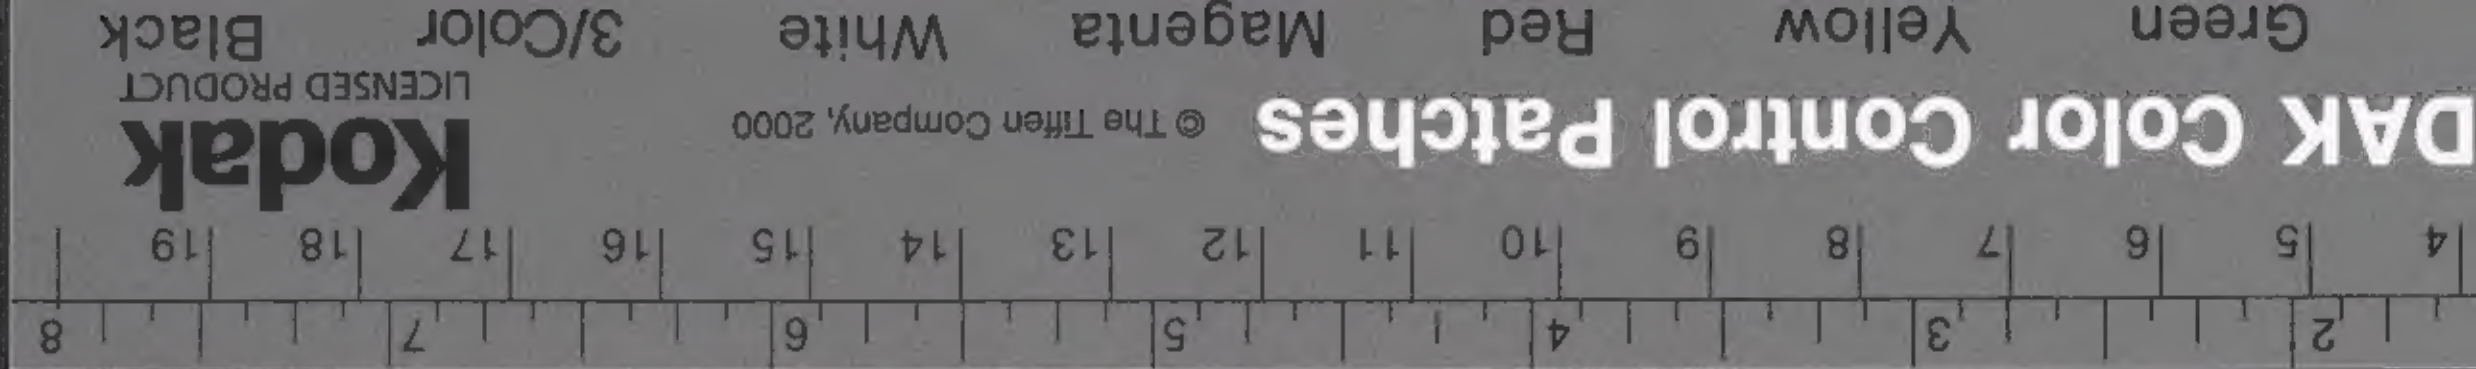 2 3 4 5 6 7 8
4 5 6 7 8 9 10 11 12 13 14 15 16 17 18 19
Kodak
LICENSED PRODUCT
DAK Color Control Patches © The Tiffen Company, 2000
Green Yellow Red Magenta White 3/Color Black